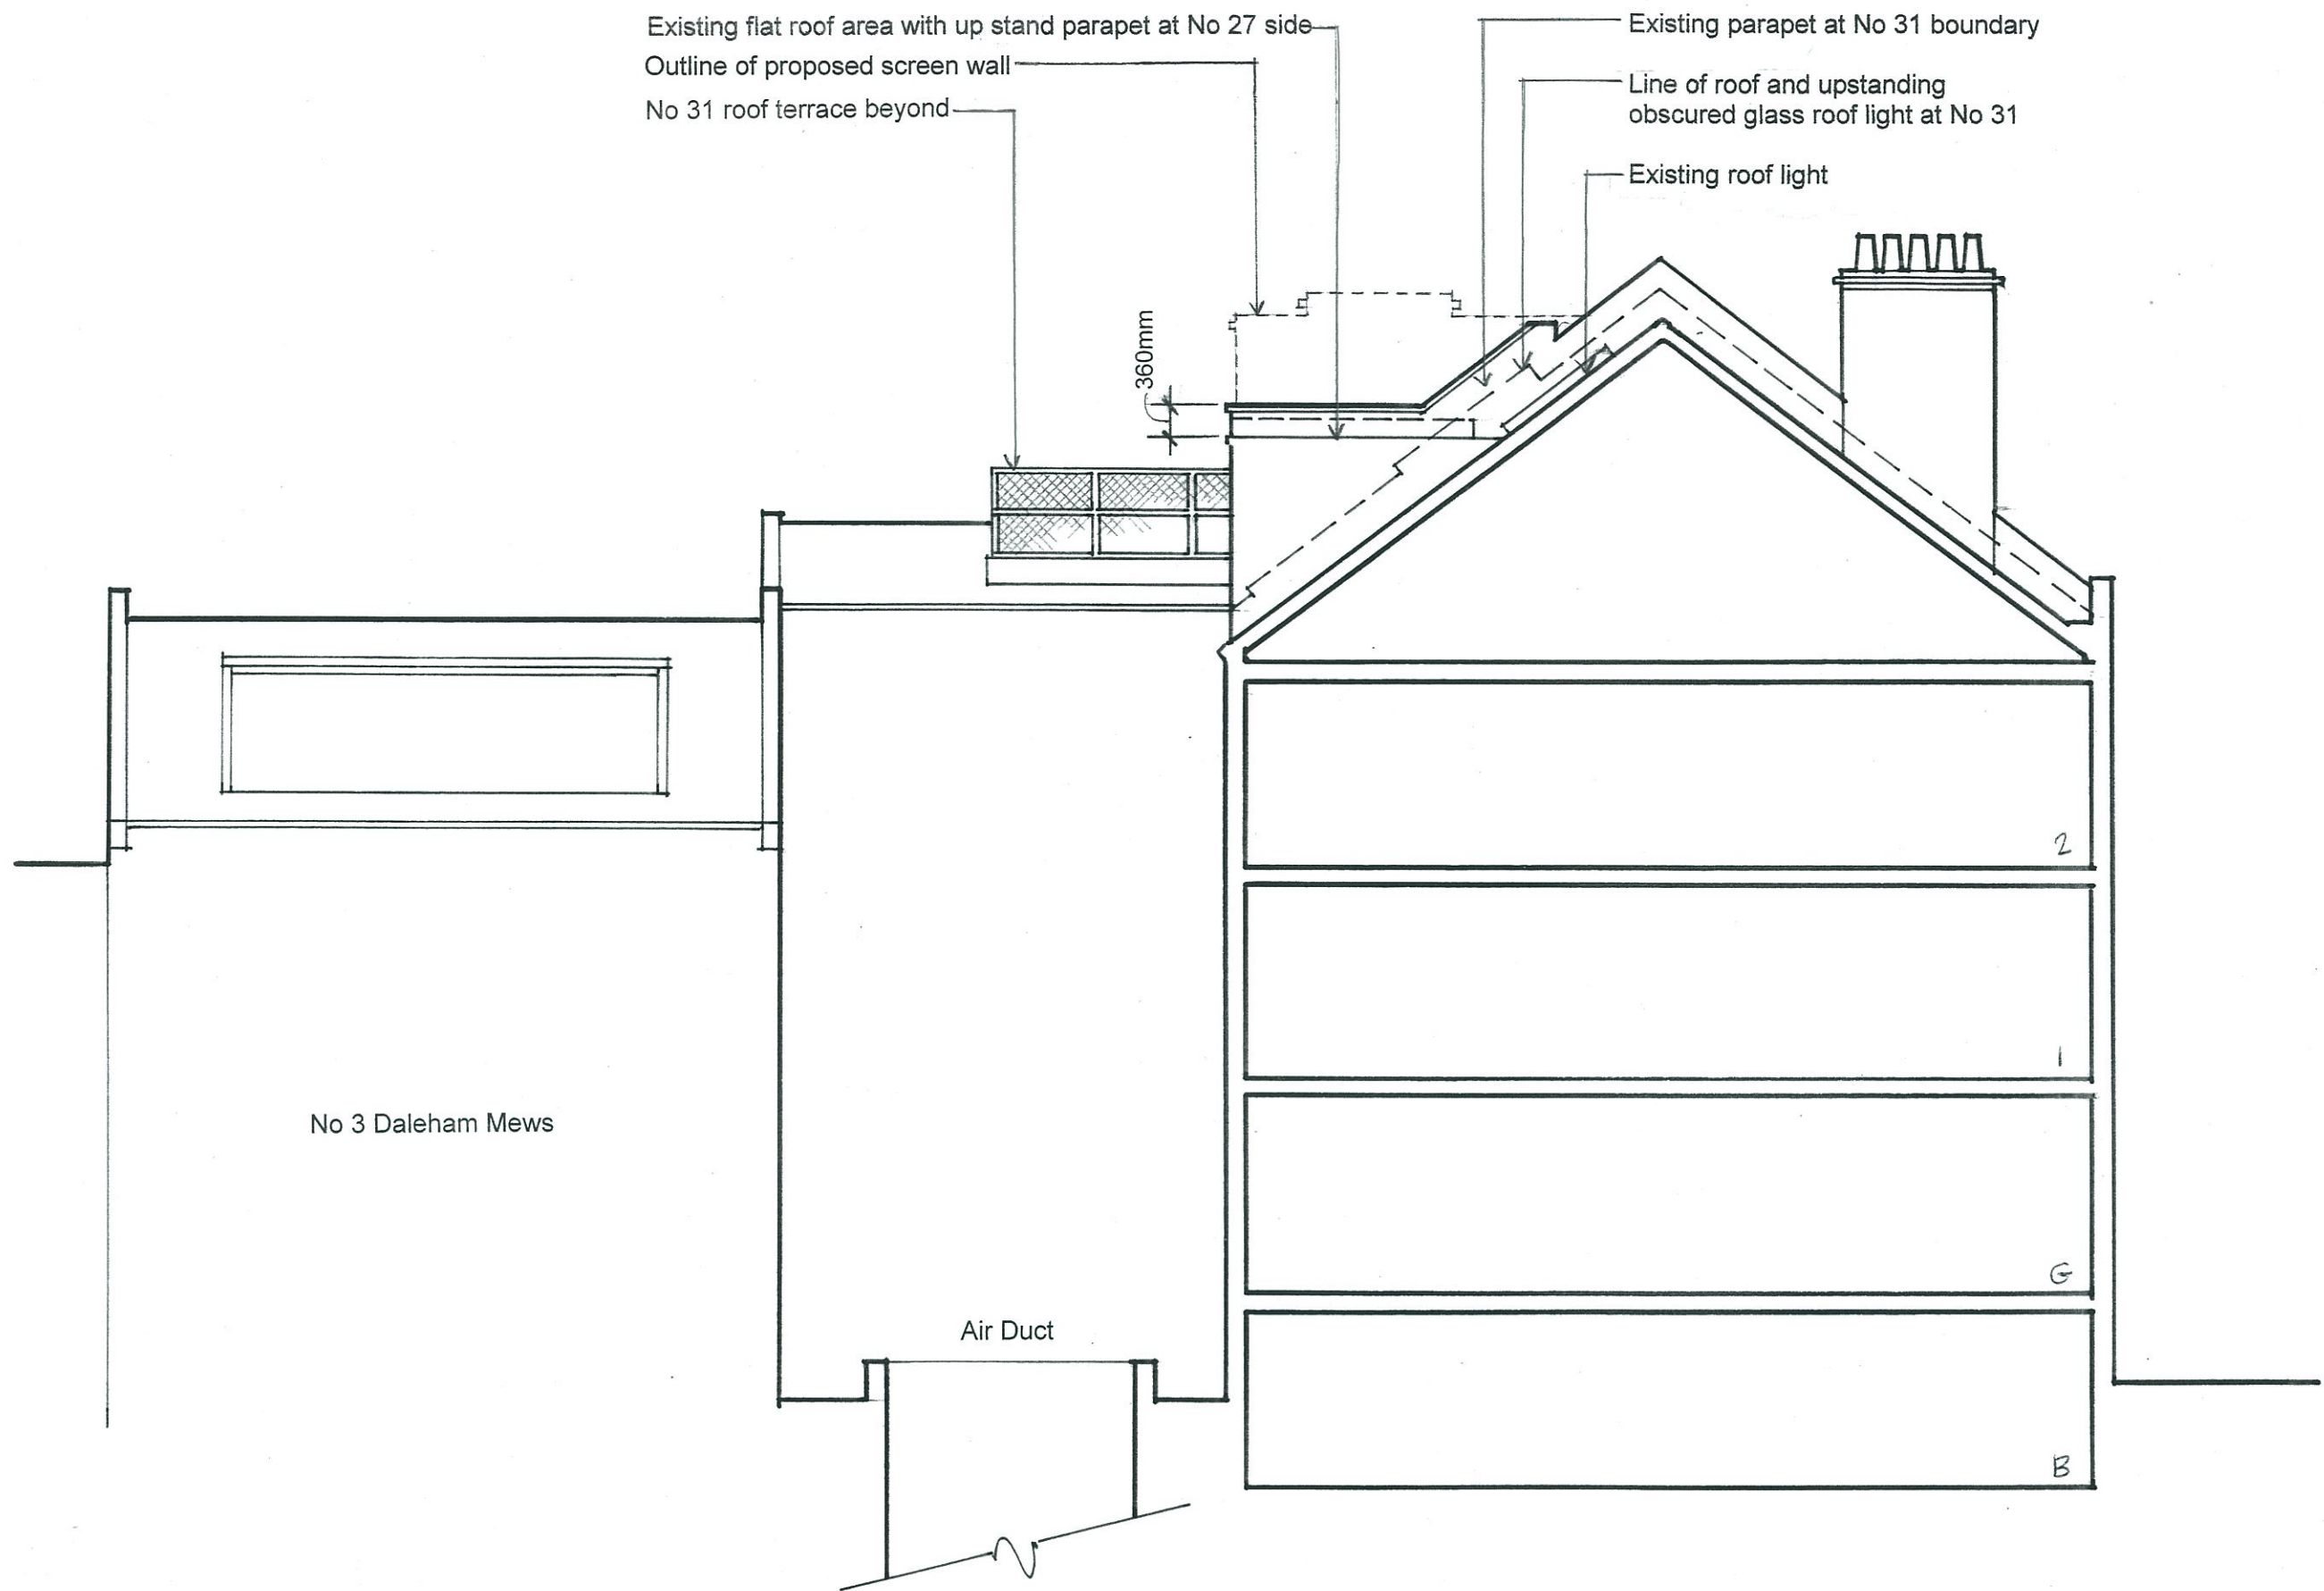 Existing flat roof area with up stand parapet at No 27 side
Outline of proposed screen wall
No 31 roof terrace beyond
Existing parapet at No 31 boundary
Line of roof and upstanding
obscured glass roof light at No 31
Existing roof light
360mm
2
1
No 3 Daleham Mews
G
Air Duct
B